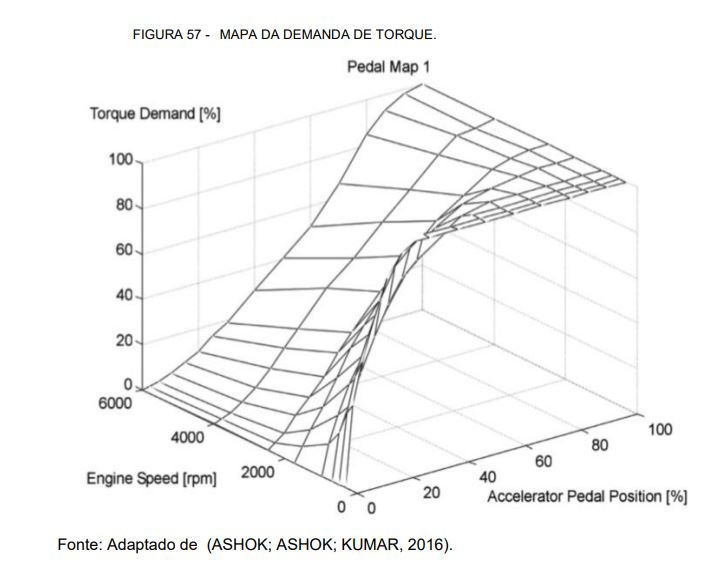 FIGURA 57 - MAPA DA DEMANDA DE TORQUE.
Pedal Map 1
Torque Demand [%]
100
80
60
40
20
0
6000
4000
2000
0
Engine Speed [rpm]
0
20
40
60
80
100
Accelerator Pedal Position [%]
Fonte: Adaptado de (ASHOK; ASHOK; KUMAR, 2016).